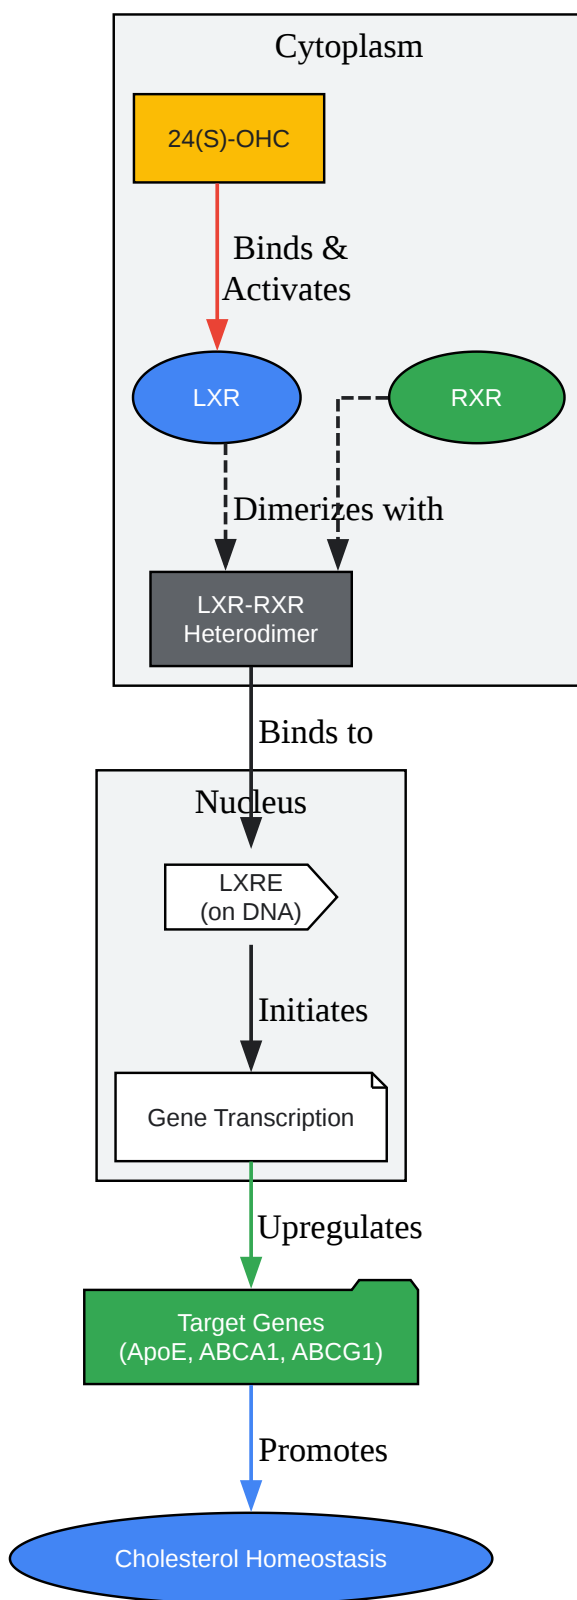 Cytoplasm
24(S)-OHC
Binds &
Activates
LXR
RXR
Dimerizes with
LXR-RXR
Heterodimer
Binds to
Nucleus
LXRE
(on DNA)
Initiates
Gene Transcription
Upregulates
Target Genes
(ApoE, ABCA1, ABCG1)
Promotes
Cholesterol Homeostasis